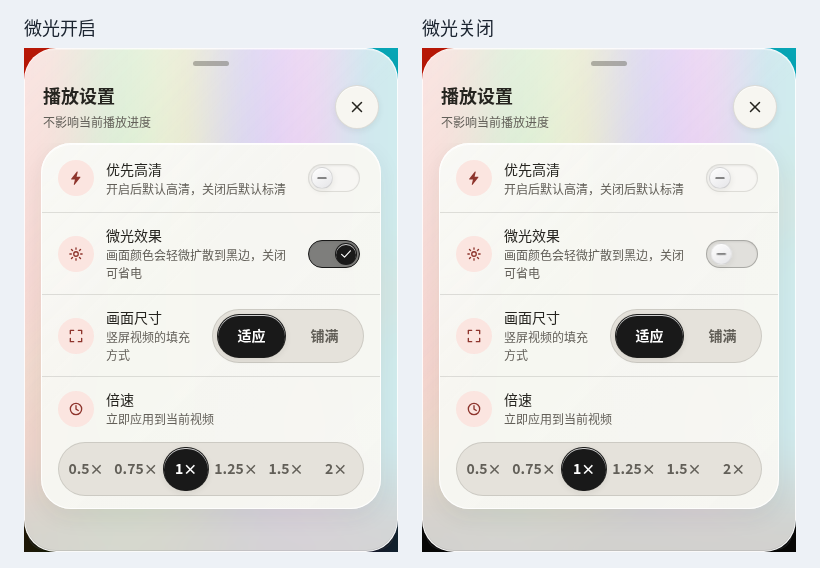 微光开启
播放设置
不影响当前播放进度
优先高清
开启后默认高清，关闭后默认标清
微光效果
画面颜色会轻微扩散到黑边，关闭
可省电
画面尺寸
竖屏视频的填充
方式
适应 铺满
倍速
立即应用到当前视频
0.5× 0.75× 1× 1.25× 1.5× 2×
微光关闭
播放设置
不影响当前播放进度
优先高清
开启后默认高清，关闭后默认标清
微光效果
画面颜色会轻微扩散到黑边，关闭
可省电
画面尺寸
竖屏视频的填充
方式
适应 铺满
倍速
立即应用到当前视频
0.5× 0.75× 1× 1.25× 1.5× 2×